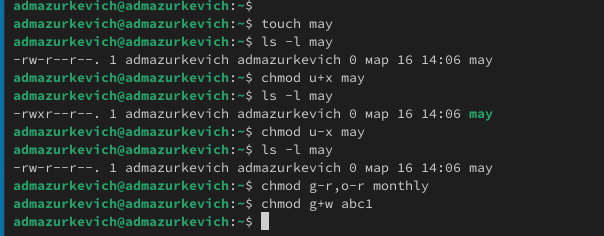 admazurkevich@admazurkevich:~$
admazurkevich@admazurkevich:~$ touch may
admazurkevich@admazurkevich:~$ ls -l may
-rw-r--r--. 1 admazurkevich admazurkevich 0 мар 16 14:06 may
admazurkevich@admazurkevich:~$ chmod u+x may
admazurkevich@admazurkevich:~$ ls -l may
-rwxr--r--. 1 admazurkevich admazurkevich 0 мар 16 14:06 may
admazurkevich@admazurkevich:~$ chmod u-x may
admazurkevich@admazurkevich:~$ ls -l may
-rw-r--r--. 1 admazurkevich admazurkevich 0 мар 16 14:06 may
admazurkevich@admazurkevich:~$ chmod g-r,o-r monthly
admazurkevich@admazurkevich:~$ chmod g+w abc1
admazurkevich@admazurkevich:~$